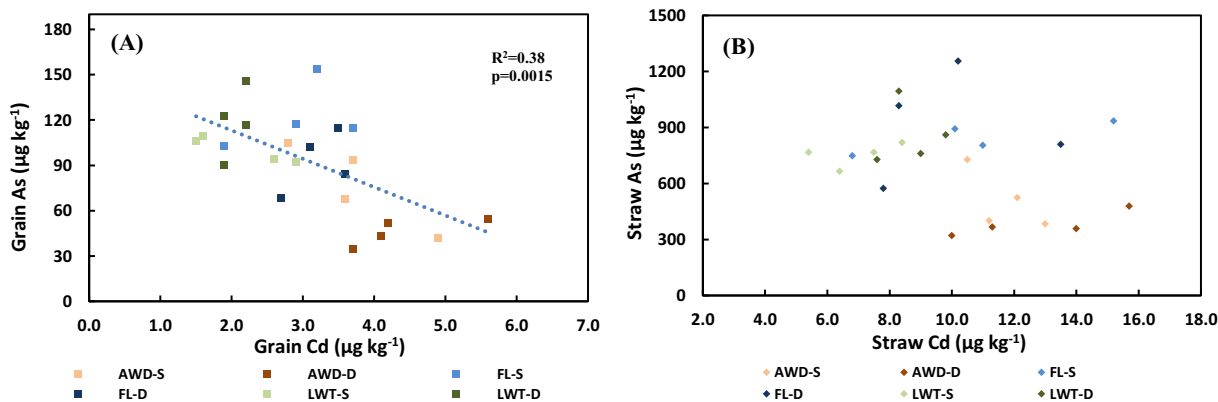 (A)
R²=0.38
p=0.0015
Grain As (µg kg⁻¹)
180
150
120
90
60
30
0
0.0 1.0 2.0 3.0 4.0 5.0 6.0 7.0
Grain Cd (µg kg⁻¹)
AWD-S AWD-D FL-S
FL-D LWT-S LWT-D
(B)
Straw As (µg kg⁻¹)
1500
1200
900
600
300
0
2.0 4.0 6.0 8.0 10.0 12.0 14.0 16.0 18.0
Straw Cd (µg kg⁻¹)
AWD-S AWD-D FL-S
FL-D LWT-S LWT-D